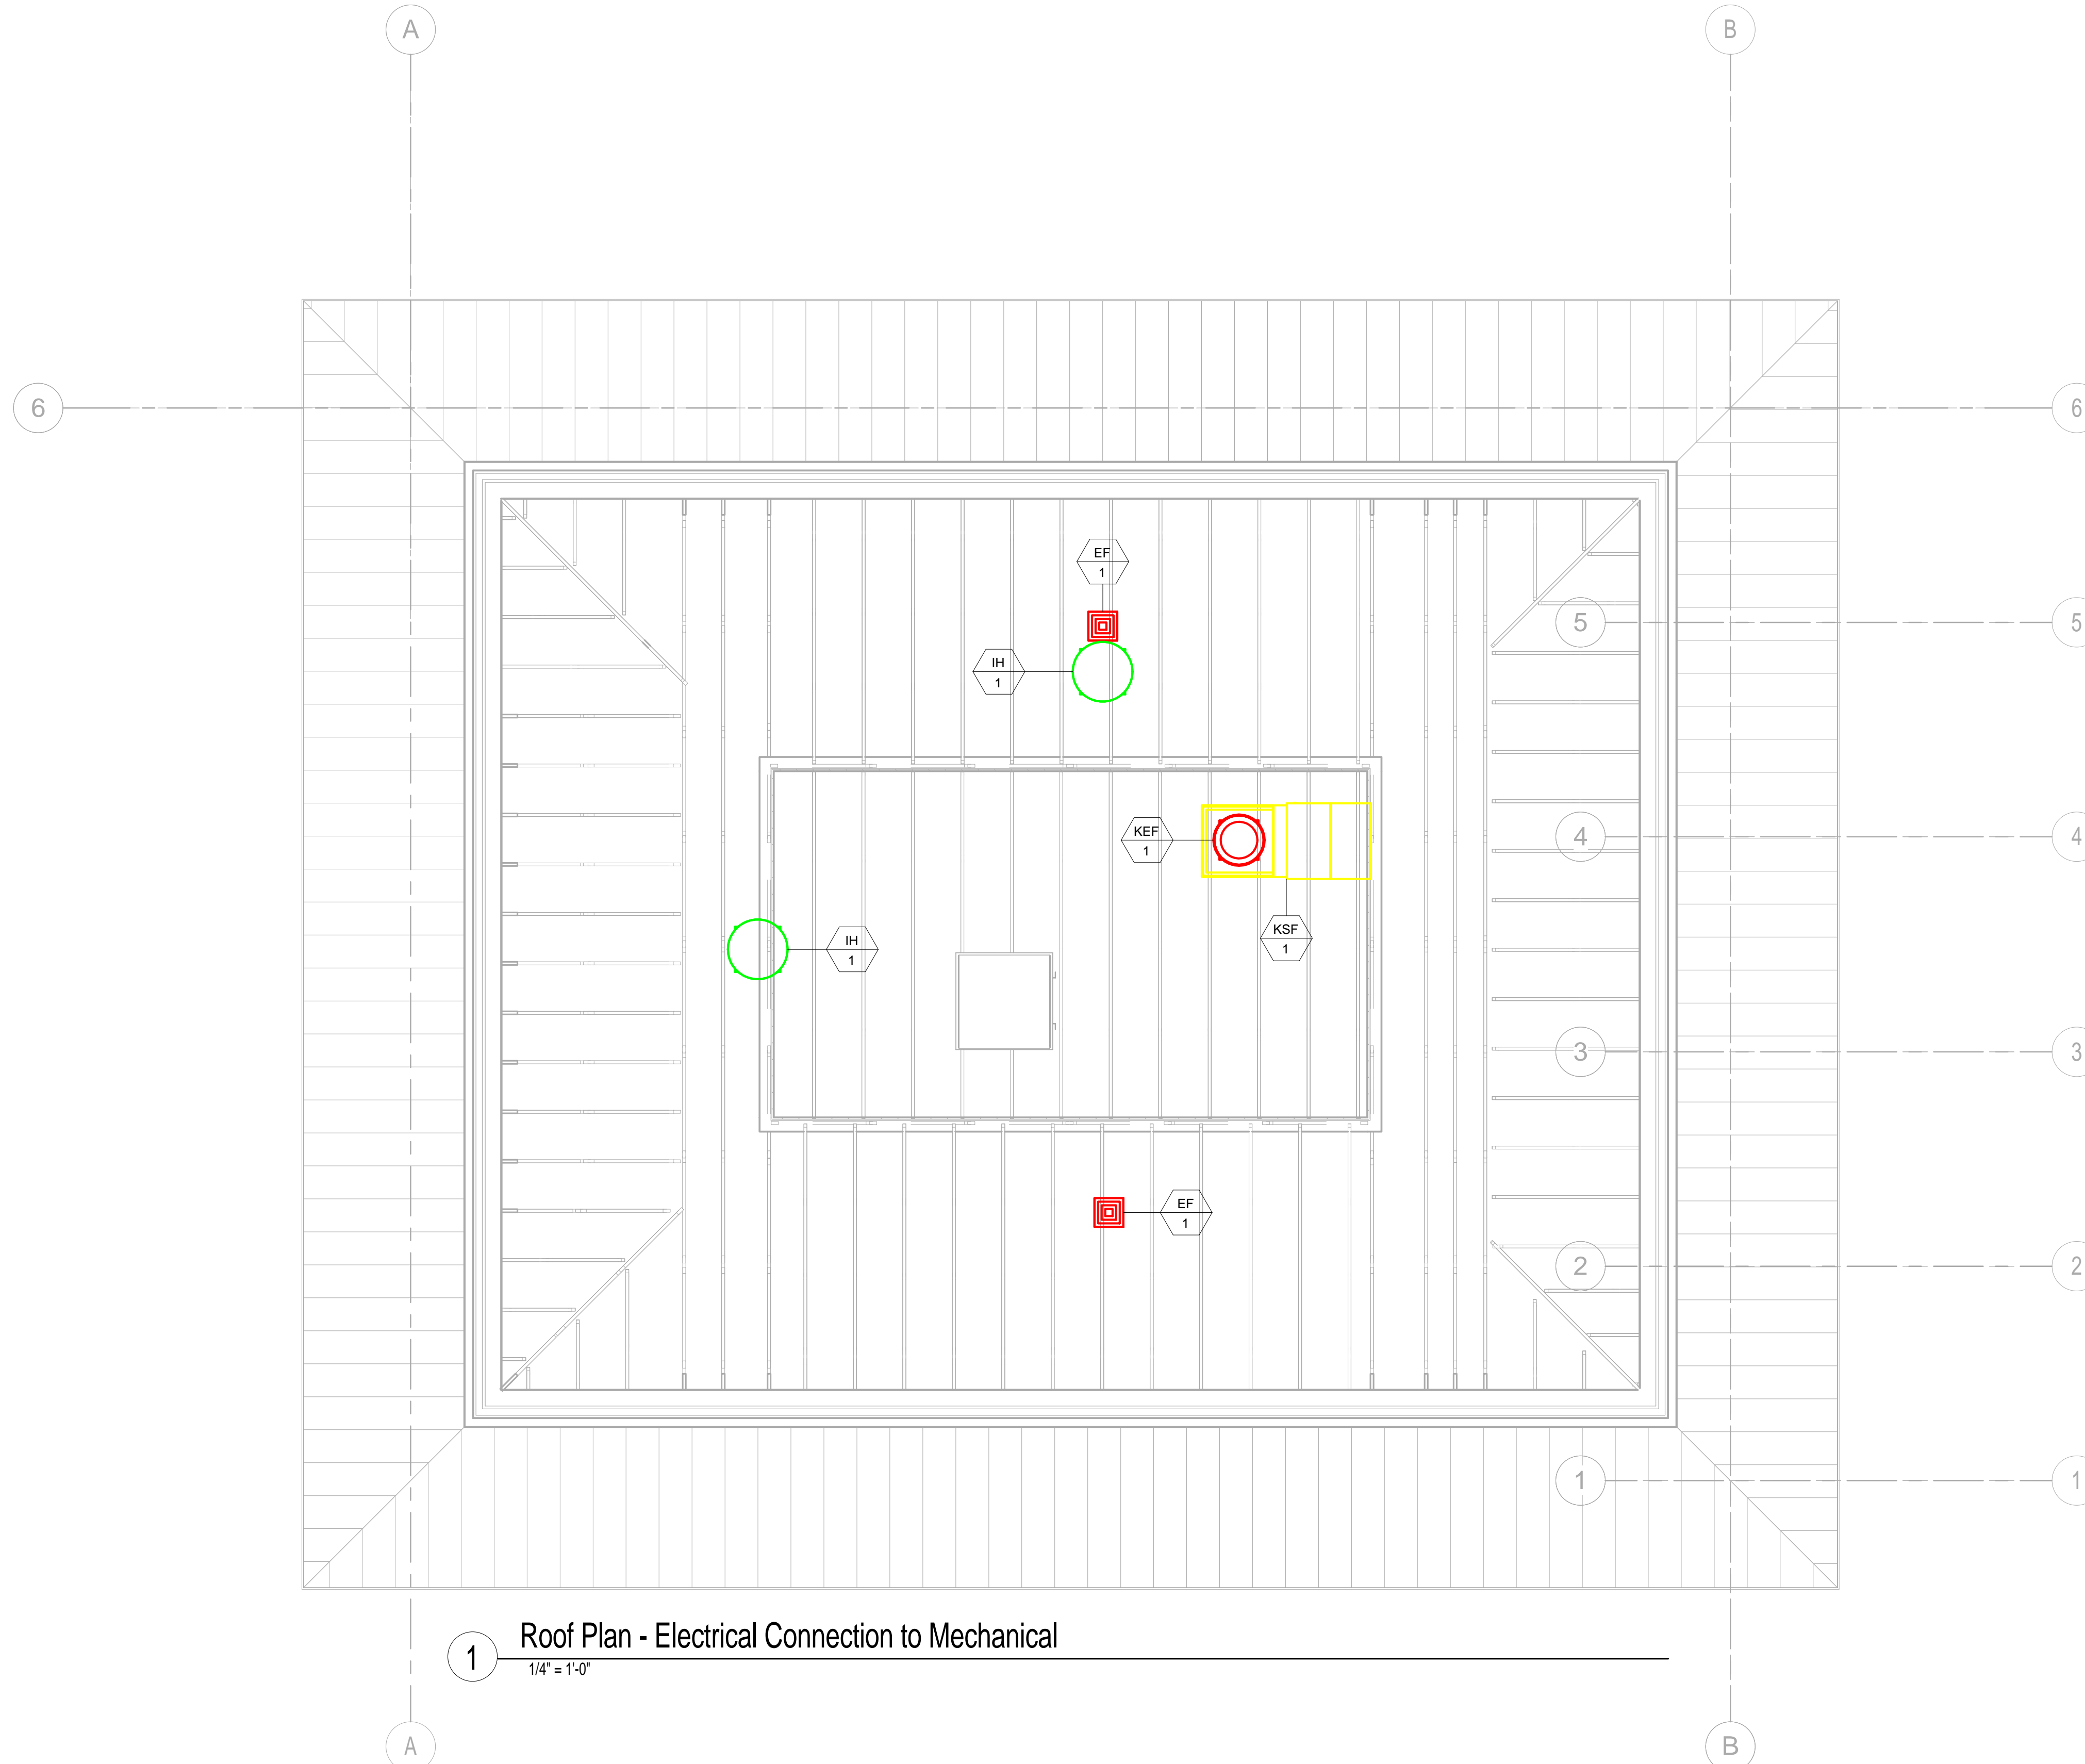 A
B
6
6
EF
1
5
5
IH
1
KEF
1
4
4
KSF
1
IH
1
3
3
EF
1
2
2
1
1
1
Roof Plan - Electrical Connection to Mechanical
1/4" = 1'-0"
A
B